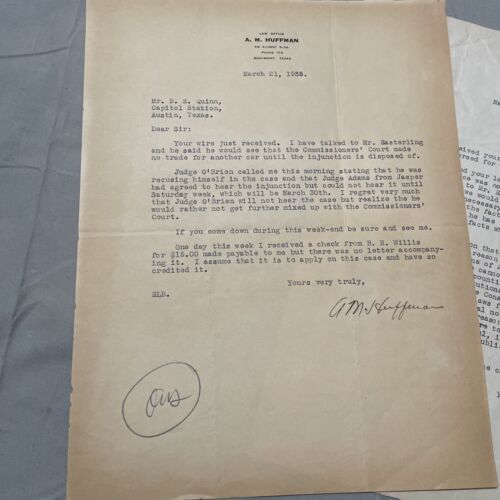 LAW OFFICE
A. M. HUFFMAN
GILBERT BLDG.
PHONE
BEAUMONT, TEXAS
March 21, 1935.
Mr. B. E. Quinn,
Capitol Station,
Austin, Texas.
Dear Sir:
Your wire just received. I have talked to Mr. Easterling
and he said he would see that the Commissioners' Court made
no trade for another car until the injunction is disposed of.
Judge O'Brien called me this morning stating that he was
recusing himself in the case and that Judge Adams from Jasper
had agreed to hear the injunction but could not hear it until
Saturday week, which will be March 30th. I regret very much
that Judge O'Brien will not hear the case but realize the he
would rather not get further mixed up with the Commissioners'
Court.
If you come down during this week-end be sure and see me.
One day this week I received a check from R. E. Willis
for $15.00 made payable to me but there was no letter accompany-
ing it. I assume that it is to apply on this case and have so
credited it.
Yours very truly,
ELB.
A M Huffman